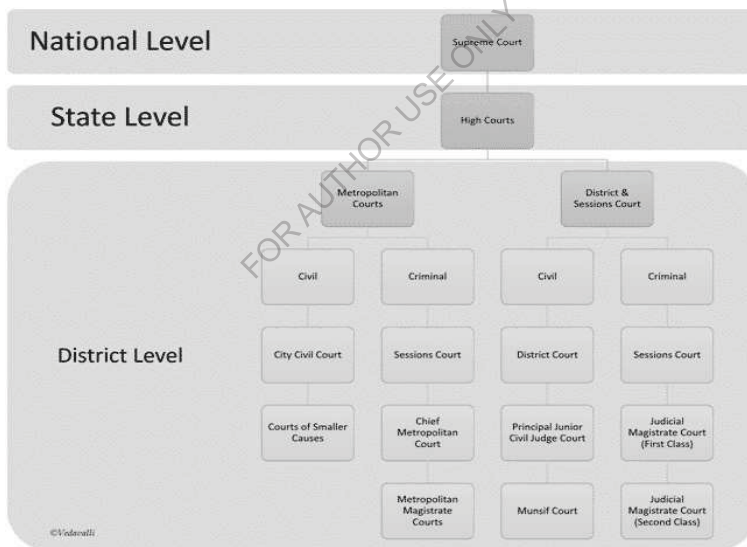 National Level
Supreme Court
State Level
High Courts
Metropolitan
Courts
District &
Sessions Court
Civil
Criminal
Civil
Criminal
District Level
City Civil Court
Sessions Court
District Court
Sessions Court
Courts of Smaller
Causes
Chief
Metropolitan
Court
Principal Junior
Civil Judge Court
Judicial
Magistrate Court
(First Class)
Metropolitan
Magistrate
Courts
Munsif Court
Judicial
Magistrate Court
(Second Class)
©Vedavalli
FOR AUTHOR USE ONLY